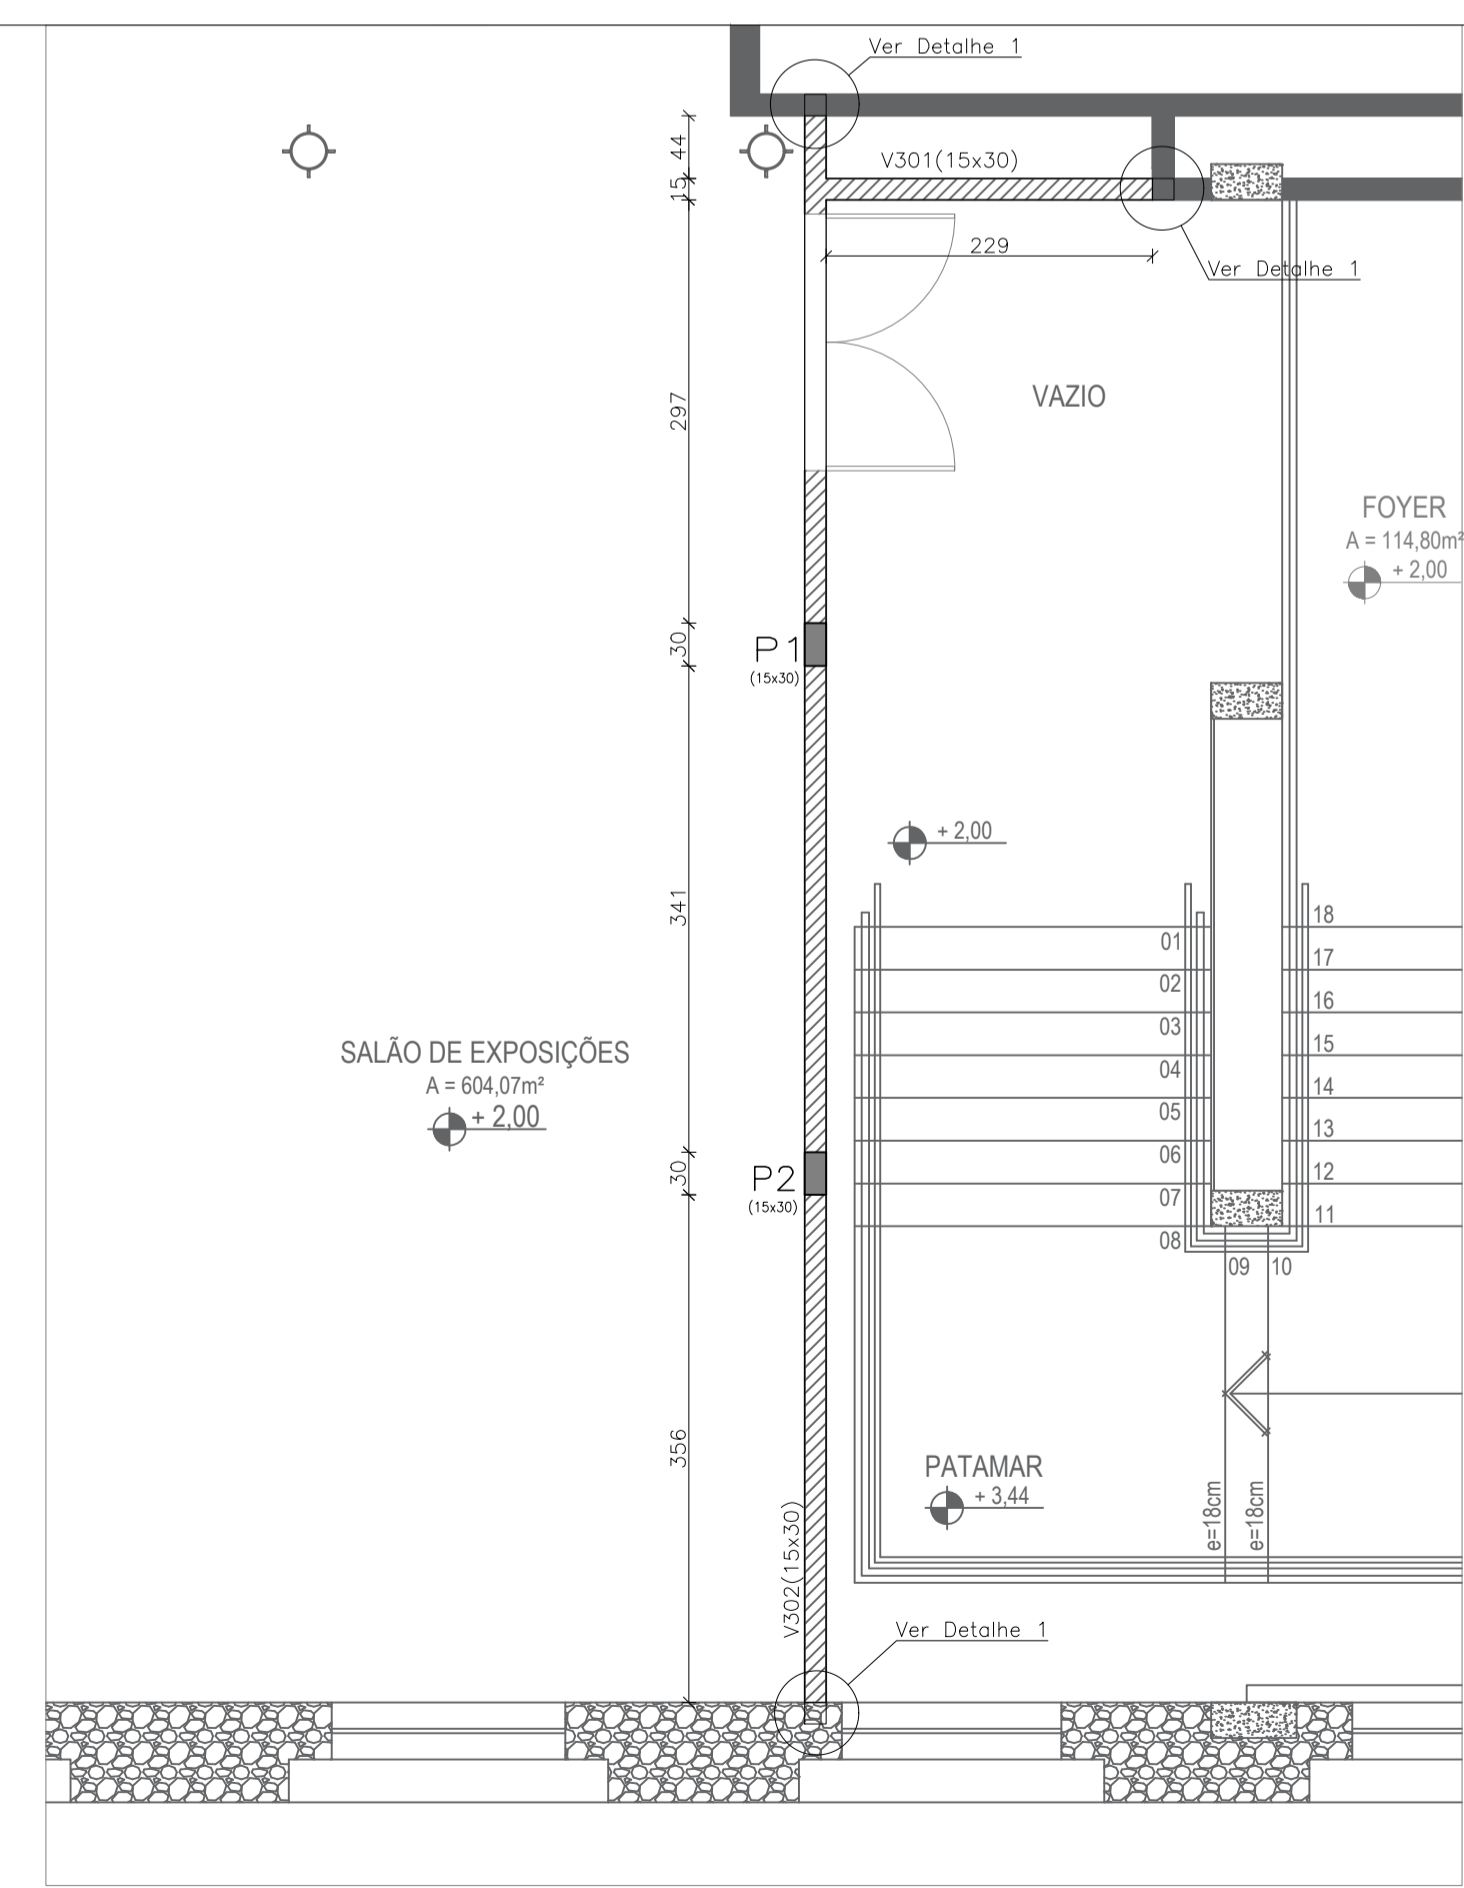 Ver Detalhe 1
44
V301(15x30)
15
229
Ver Detalhe 1
297
VAZIO
FOYER
A = 114,80m²
+ 2,00
30
P1
(15x30)
+ 2,00
341
18
01
17
02
16
03
15
04
14
05
13
06
12
07
11
08
09
10
SALÃO DE EXPOSIÇÕES
A = 604,07m²
+ 2,00
30
P2
(15x30)
356
PATAMAR
+ 3,44
e=18cm
e=18cm
V302(15x30)
Ver Detalhe 1